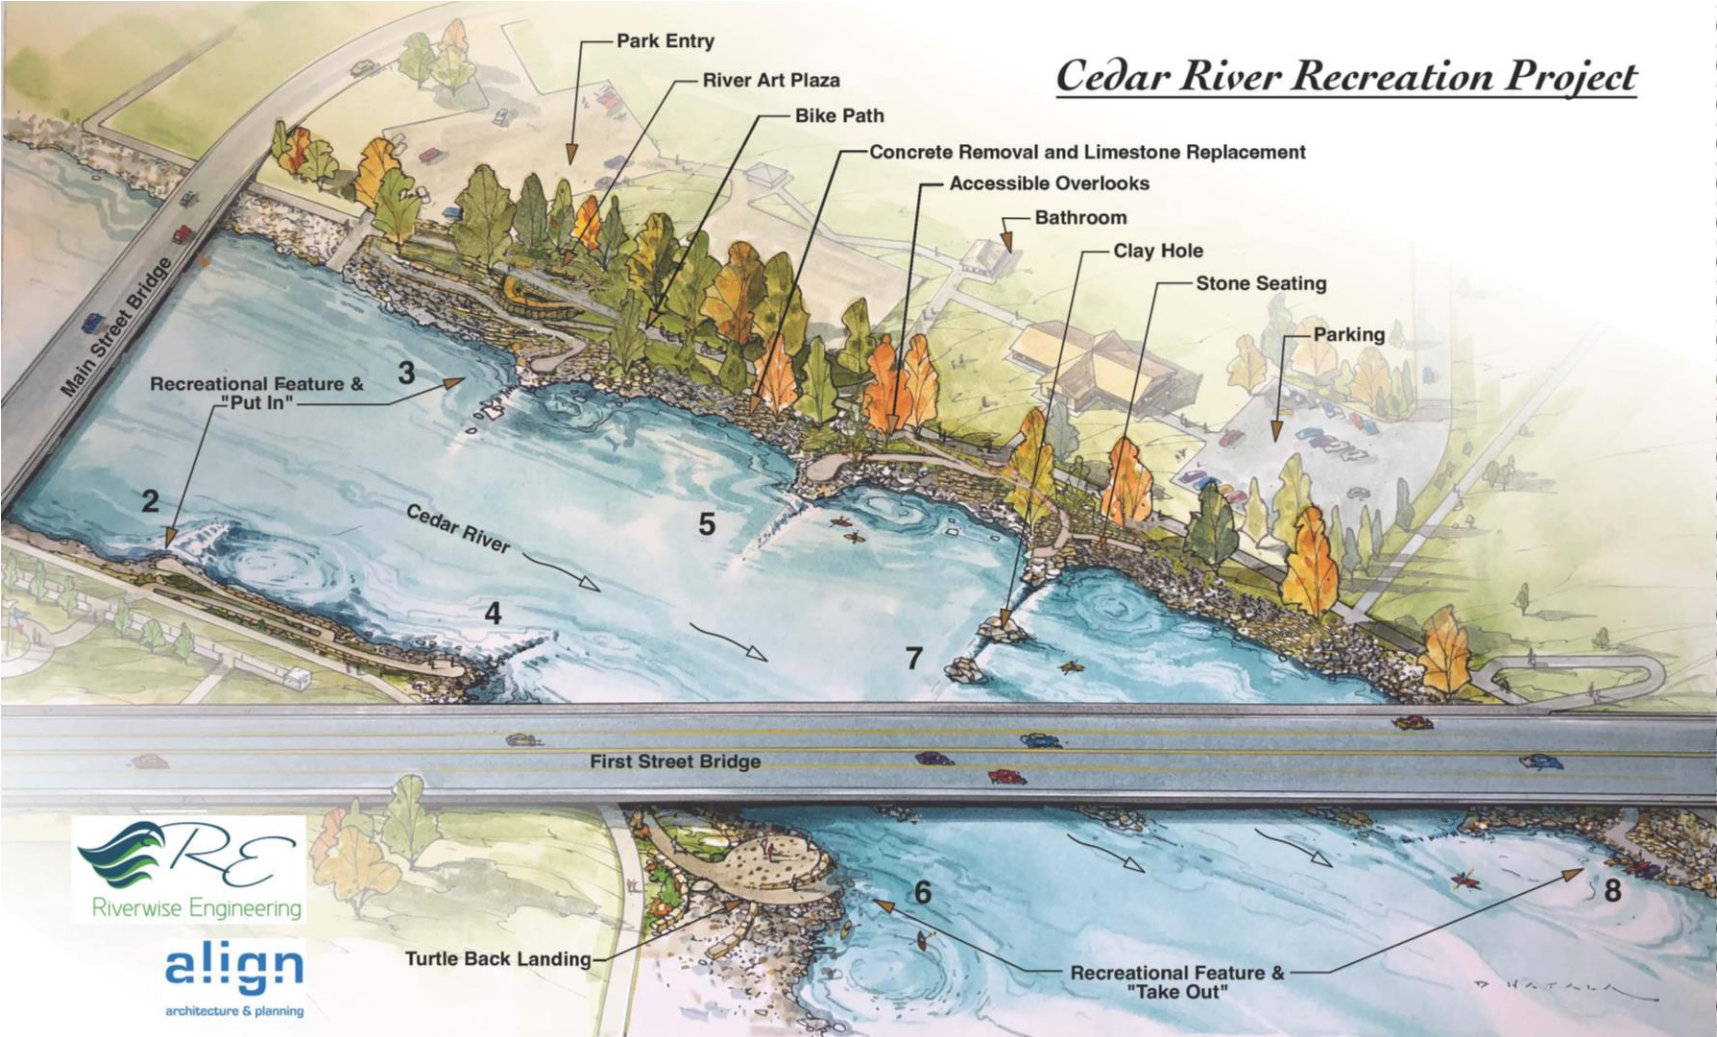 Cedar River Recreation Project
Park Entry
River Art Plaza
Bike Path
Concrete Removal and Limestone Replacement
Accessible Overlooks
Bathroom
Clay Hole
Stone Seating
Parking
Main Street Bridge
Recreational Feature &
"Put In"
3
2
Cedar River
5
4
7
First Street Bridge
RE
Riverwise Engineering
align
architecture & planning
Turtle Back Landing
6
8
Recreational Feature &
"Take Out"